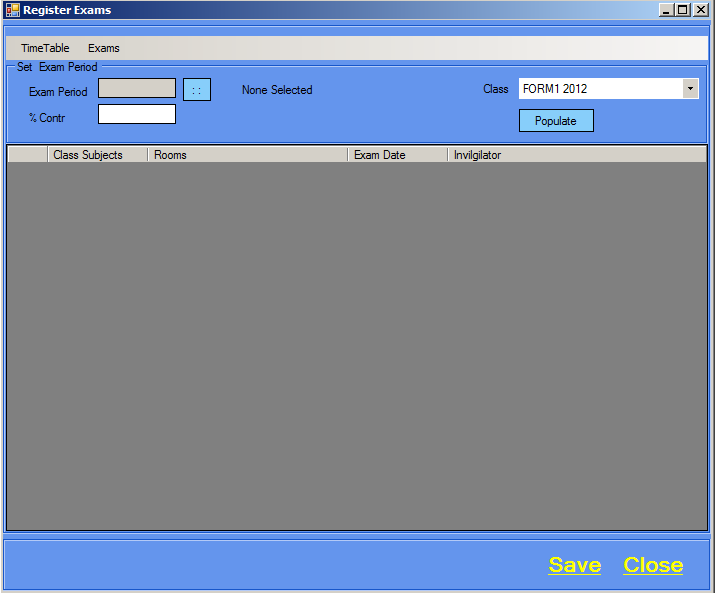 Register Exams
TimeTable Exams
Set Exam Period
Exam Period : : None Selected Class FORM1 2012
% Contr Populate
Class Subjects Rooms Exam Date Invilgilator
Save Close